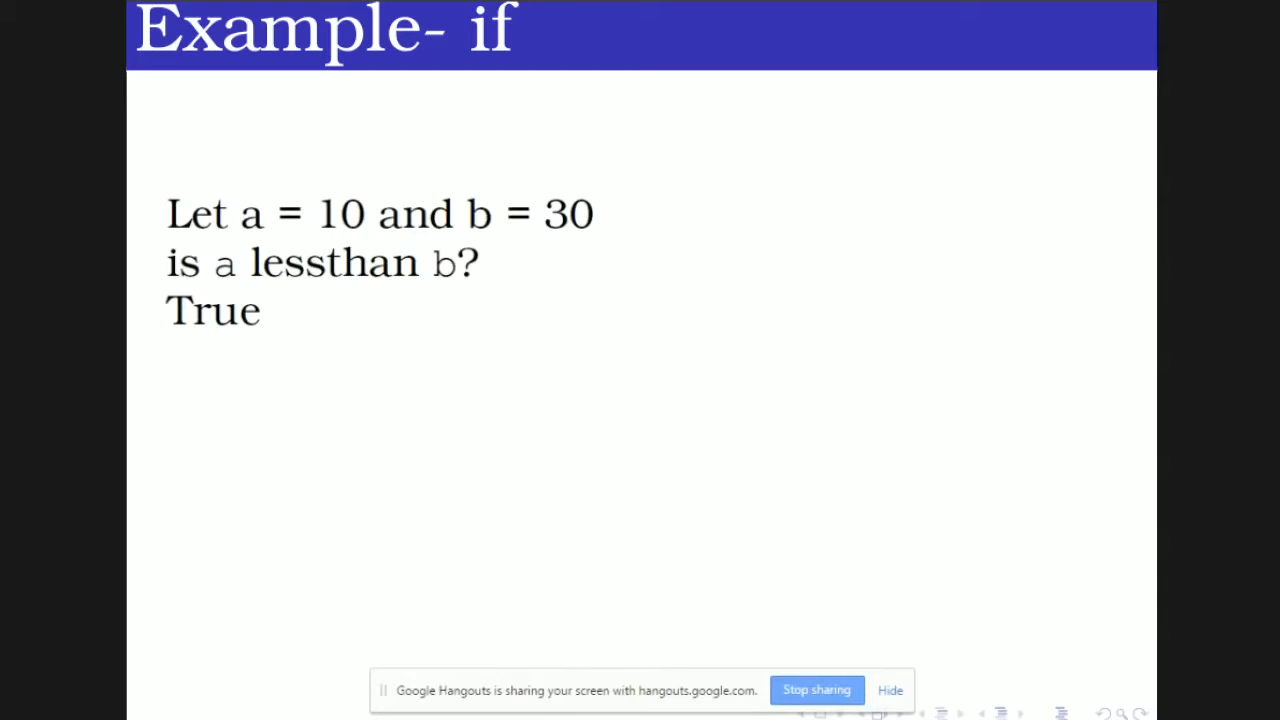 Example- if
Let a = 10 and b = 30
is a lessthan b?
True
Google Hangouts is sharing your screen with hangouts.google.com.
Stop sharing
Hide